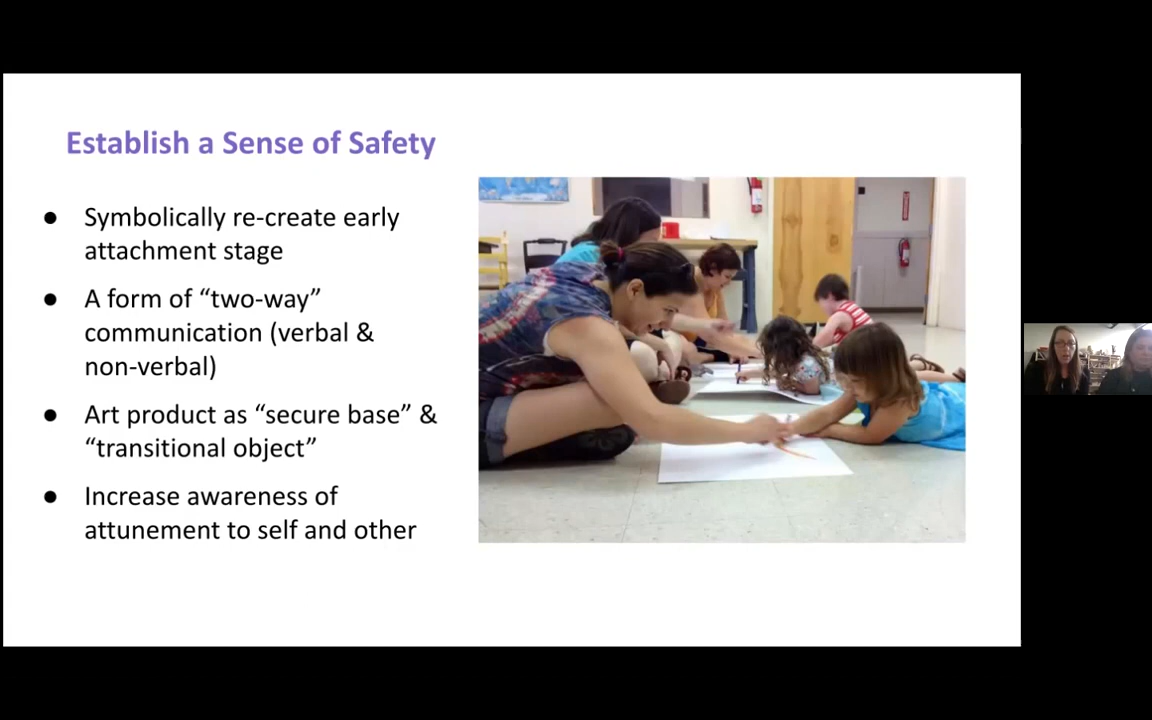 Establish a Sense of Safety
● Symbolically re-create early
attachment stage
● A form of “two-way”
communication (verbal &
non-verbal)
● Art product as “secure base” &
“transitional object”
● Increase awareness of
attunement to self and other